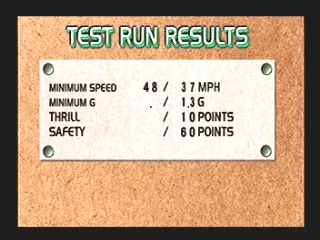 TEST RUN RESULTS
MINIMUM SPEED 48 / 37 MPH
MINIMUM G . / 1.3 G
THRILL / 10 POINTS
SAFETY / 60 POINTS